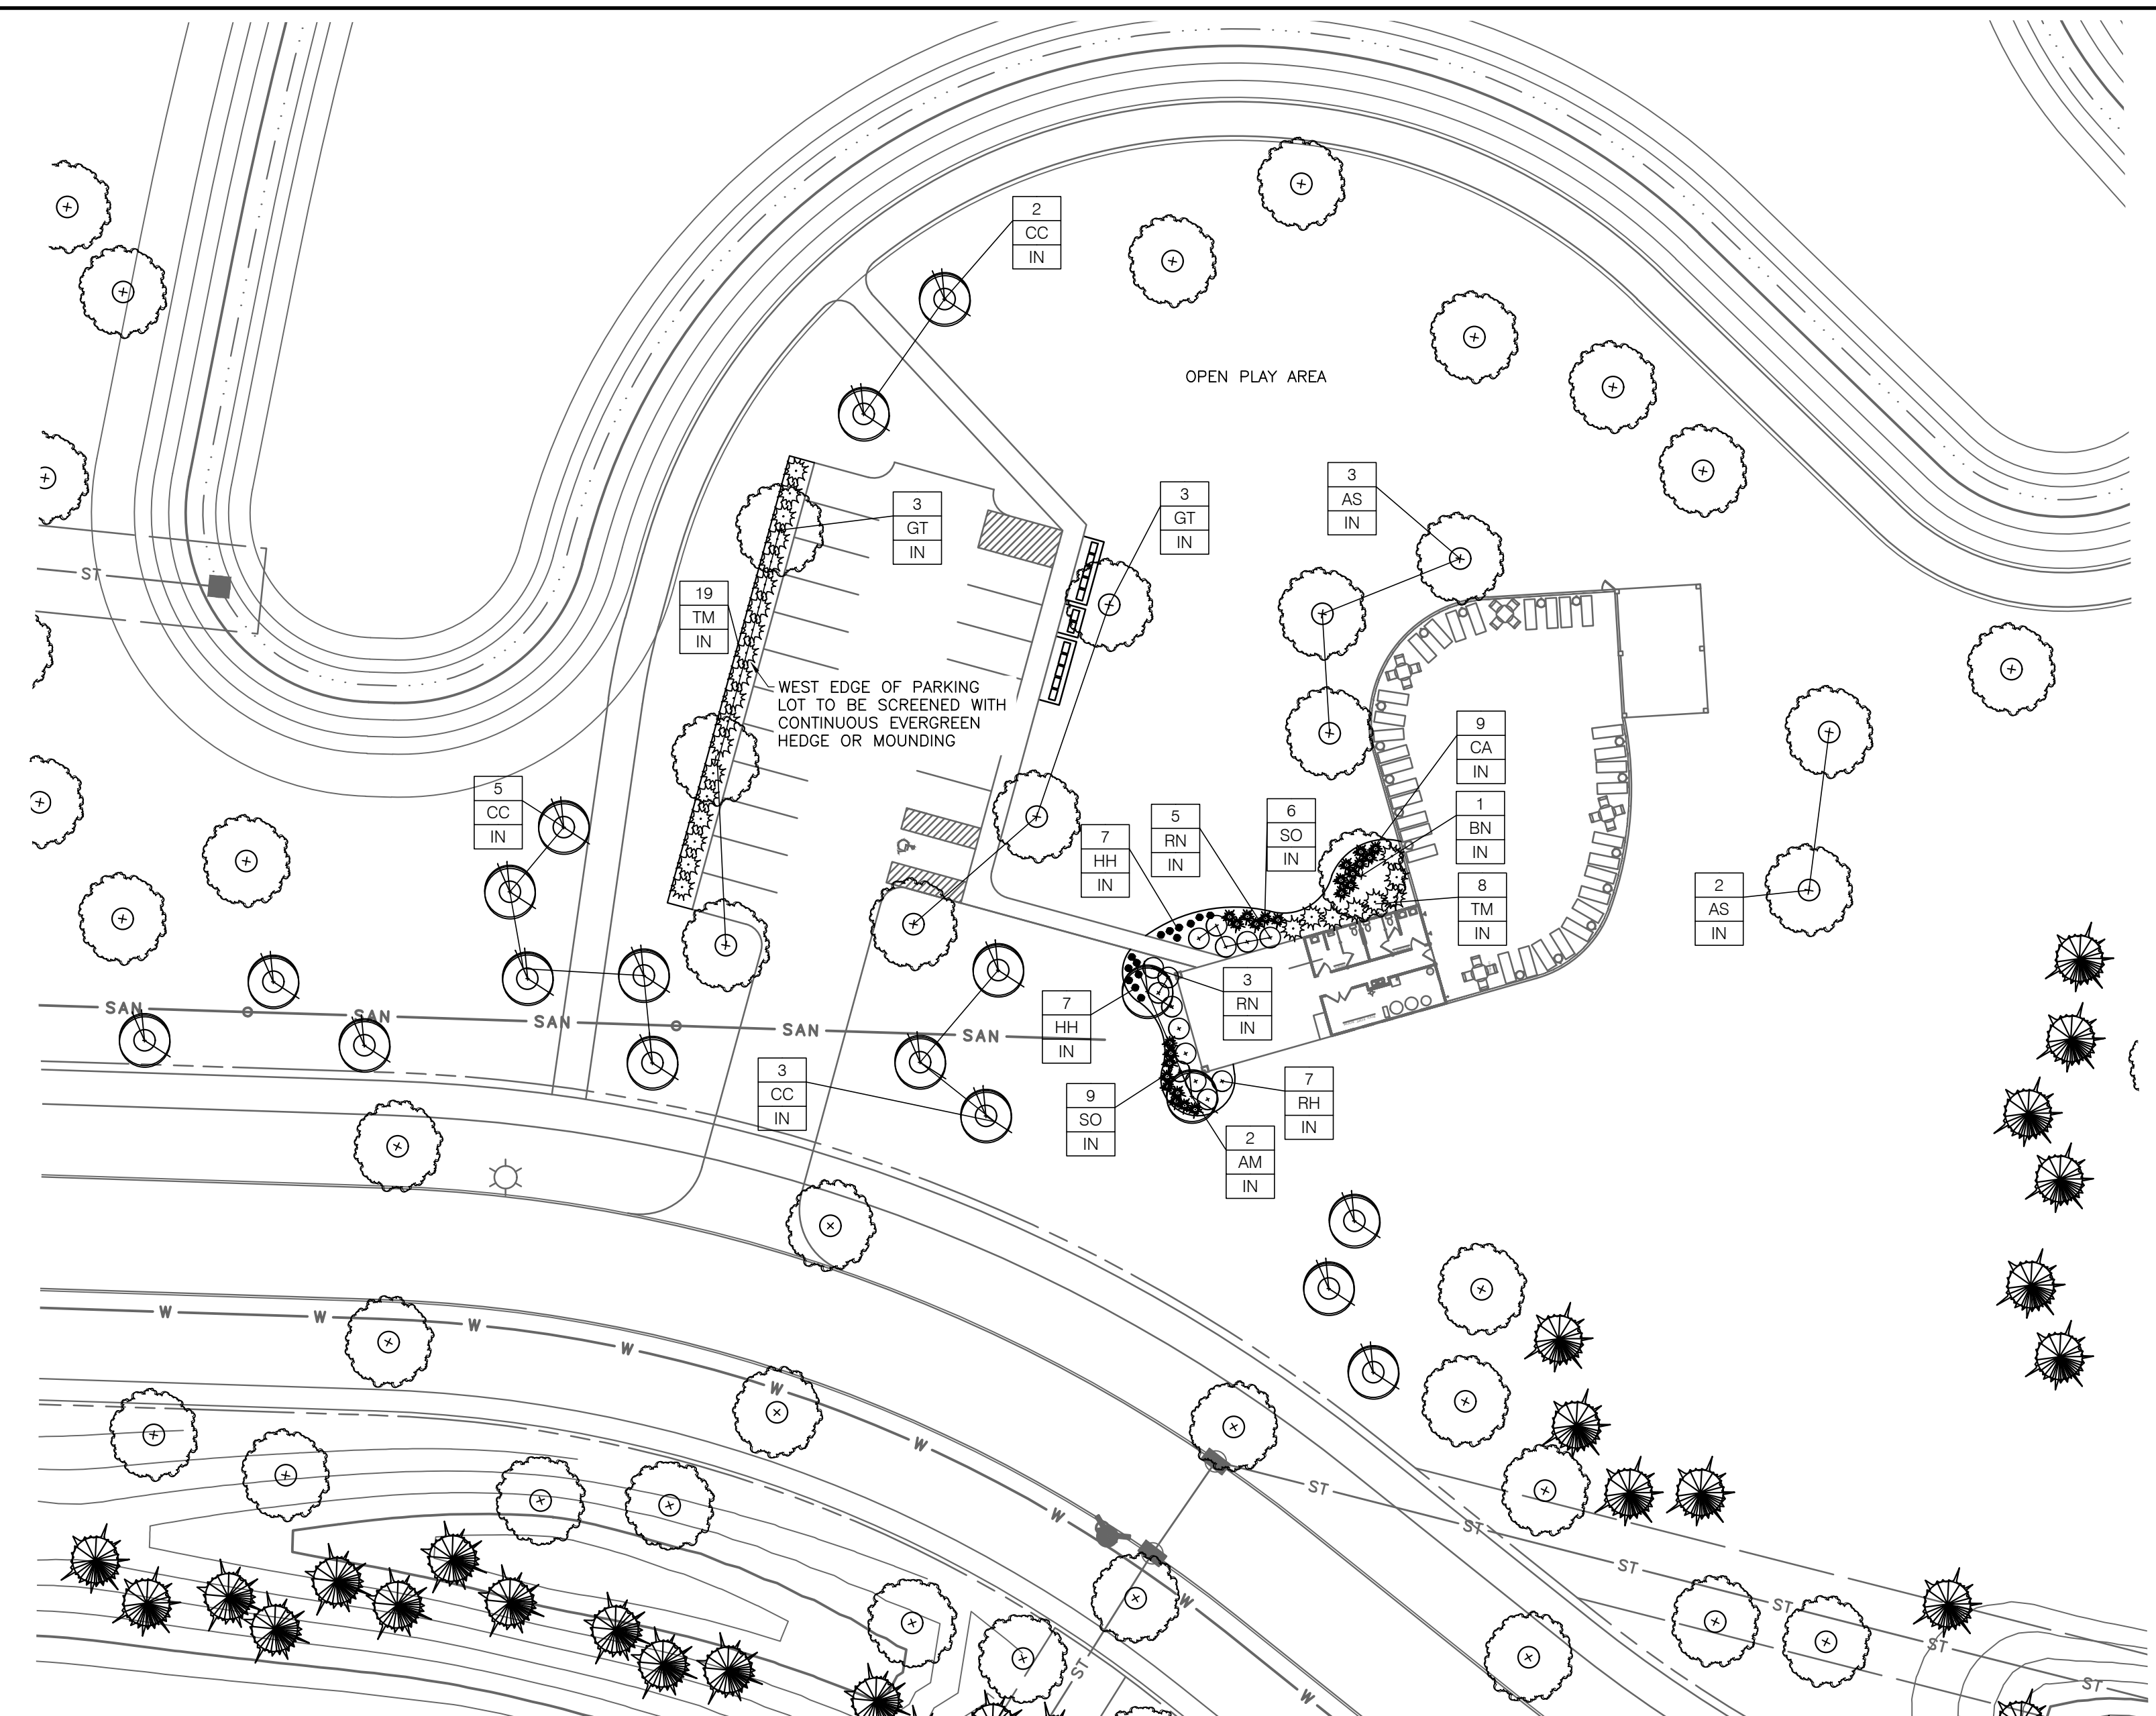 2
CC
IN
OPEN PLAY AREA
3
GT
IN
3
GT
IN
3
AS
IN
ST
19
TM
IN
WEST EDGE OF PARKING
LOT TO BE SCREENED WITH
CONTINUOUS EVERGREEN
HEDGE OR MOUNDING
9
CA
IN
5
CC
IN
1
BN
IN
6
SO
IN
5
RN
IN
7
HH
IN
8
TM
IN
2
AS
IN
3
RN
IN
7
HH
IN
SAN
SAN
SAN
SAN
SAN
3
CC
IN
9
SO
IN
7
RH
IN
2
AM
IN
W
W
W
W
W
W
W
W
W
ST
ST
ST
ST
ST
ST
ST